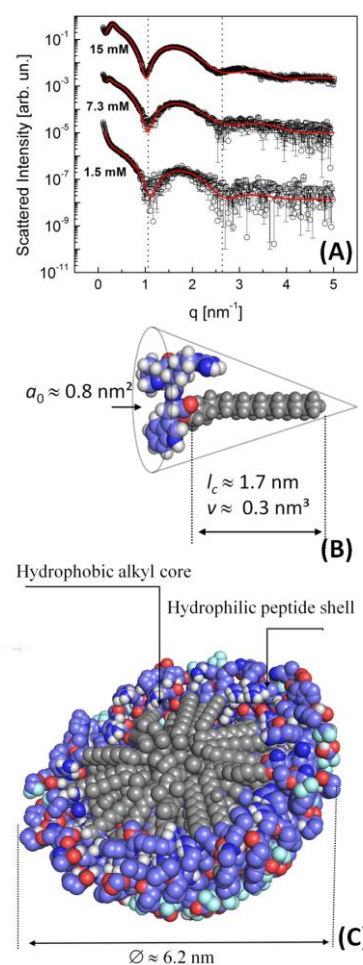 Scattered Intensity [arb. un.]
10⁻¹
10⁻²
10⁻⁵
10⁻⁷
10⁻⁸
10⁻¹¹
15 mM
7.3 mM
1.5 mM
(A)
0 1 2 3 4 5
q [nm⁻¹]
a₀ ≈ 0.8 nm²
l꜀ ≈ 1.7 nm
v ≈ 0.3 nm³
(B)
Hydrophobic alkyl core
Hydrophilic peptide shell
(C)
∅ ≈ 6.2 nm